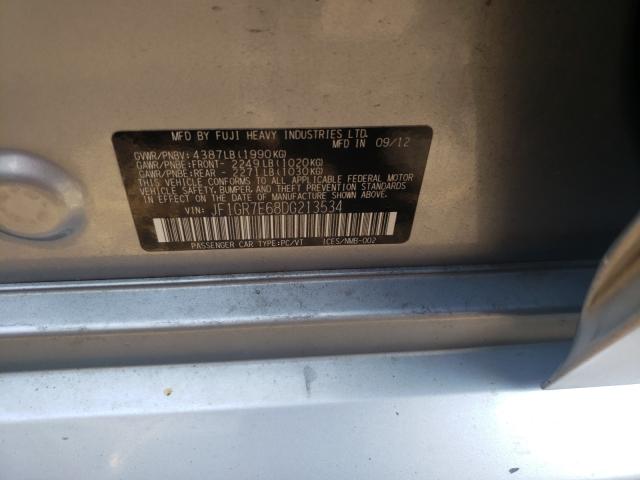 MFD BY FUJI HEAVY INDUSTRIES LTD.
MFD IN 09/12
GVWR/PNBV: 4387LB(1990KG)
GAWR/PNBE:FRONT- 2249LB(1020KG)
GAWR/PNBE:REAR - 2271LB(1030KG)
THIS VEHICLE CONFORMS TO ALL APPLICABLE FEDERAL MOTOR
VEHICLE SAFETY, BUMPER, AND THEFT PREVENTION STANDARDS
IN EFFECT ON THE DATE OF MANUFACTURE SHOWN ABOVE.
VIN: JF1GR7E68DG213534
PASSENGER CAR TYPE:PC/VT ICES/NMB-002